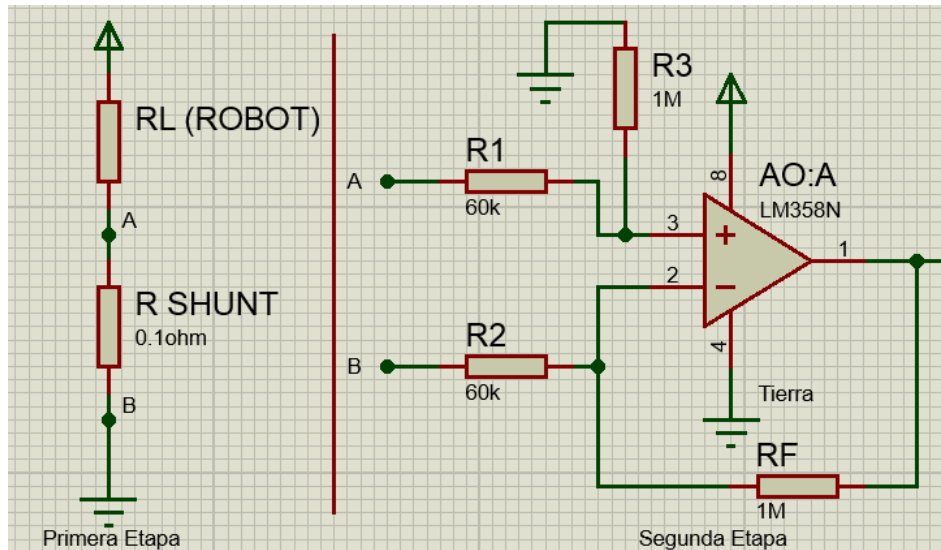 RL (ROBOT)
A
R SHUNT
0.1ohm
B
Primera Etapa
R3
1M
R1
A
60k
8
AO:A
LM358N
3
1
2
R2
B
60k
4
Tierra
RF
1M
Segunda Etapa